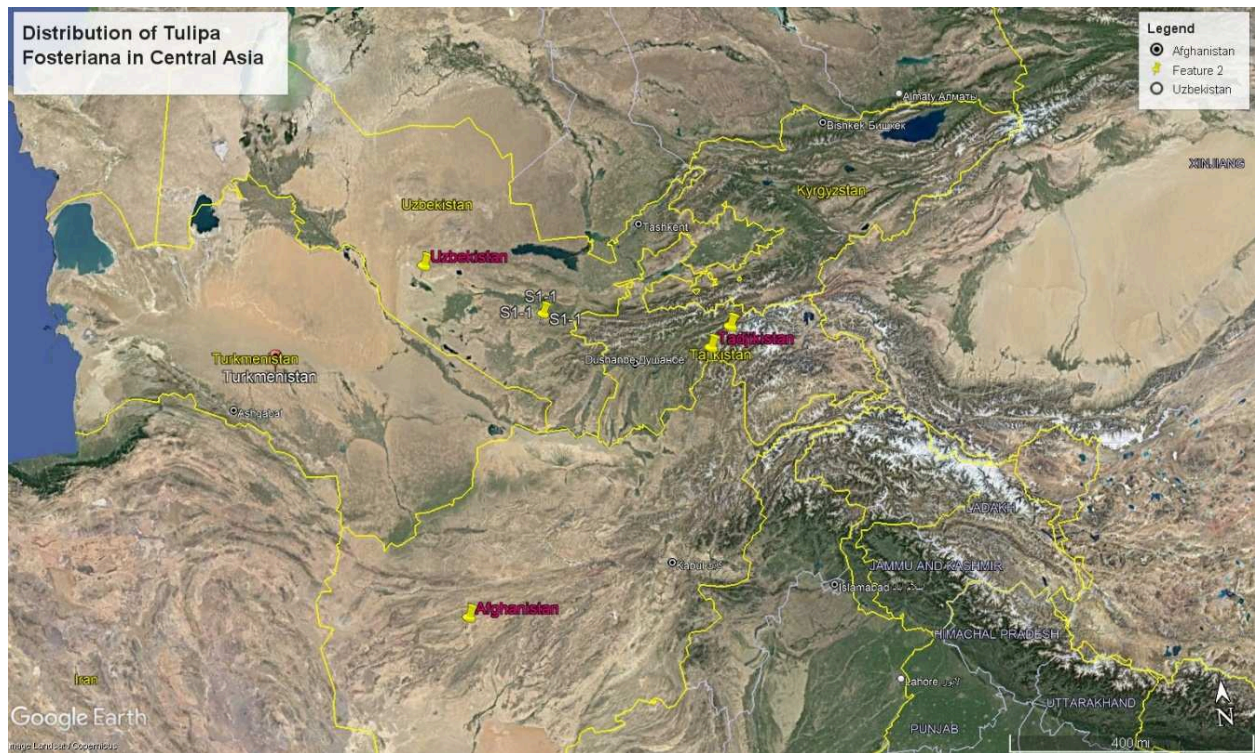 Distribution of Tulipa
Fosteriana in Central Asia
Legend
Afghanistan
Feature 2
Uzbekistan
Almaty Алматы
Bishkek Бишкек
XINJIANG
Kyrgyzstan
Uzbekistan
Tashkent
Uzbekistan
S1-1
S1-1
S1-1
Tadjikistan
Tajikistan
Dushanbe Душанбе
Turkmenistan
Turkmenistan
Ashgabat
LADAKH
Kabul
JAMMU AND KASHMIR
Islamabad
Afghanistan
HIMACHAL PRADESH
Iran
Lahore لاہور
UTTARAKHAND
PUNJAB
N
Google Earth
Image Landsat / Copernicus
400 mi